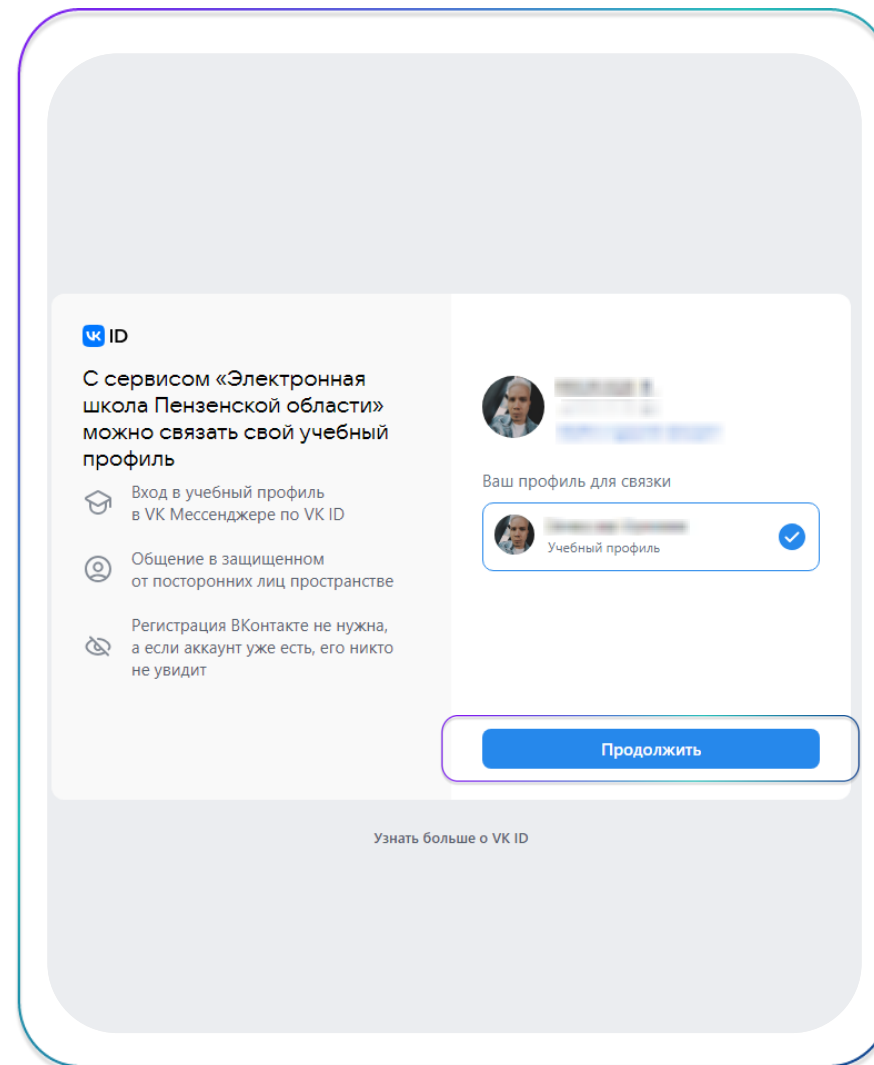 VK ID
С сервисом «Электронная
школа Пензенской области»
можно связать свой учебный
профиль
Вход в учебный профиль
в VK Мессенджере по VK ID
Общение в защищенном
от посторонних лиц пространстве
Регистрация ВКонтакте не нужна,
а если аккаунт уже есть, его никто
не увидит
Ваш профиль для связки
Учебный профиль
Продолжить
Узнать больше о VK ID